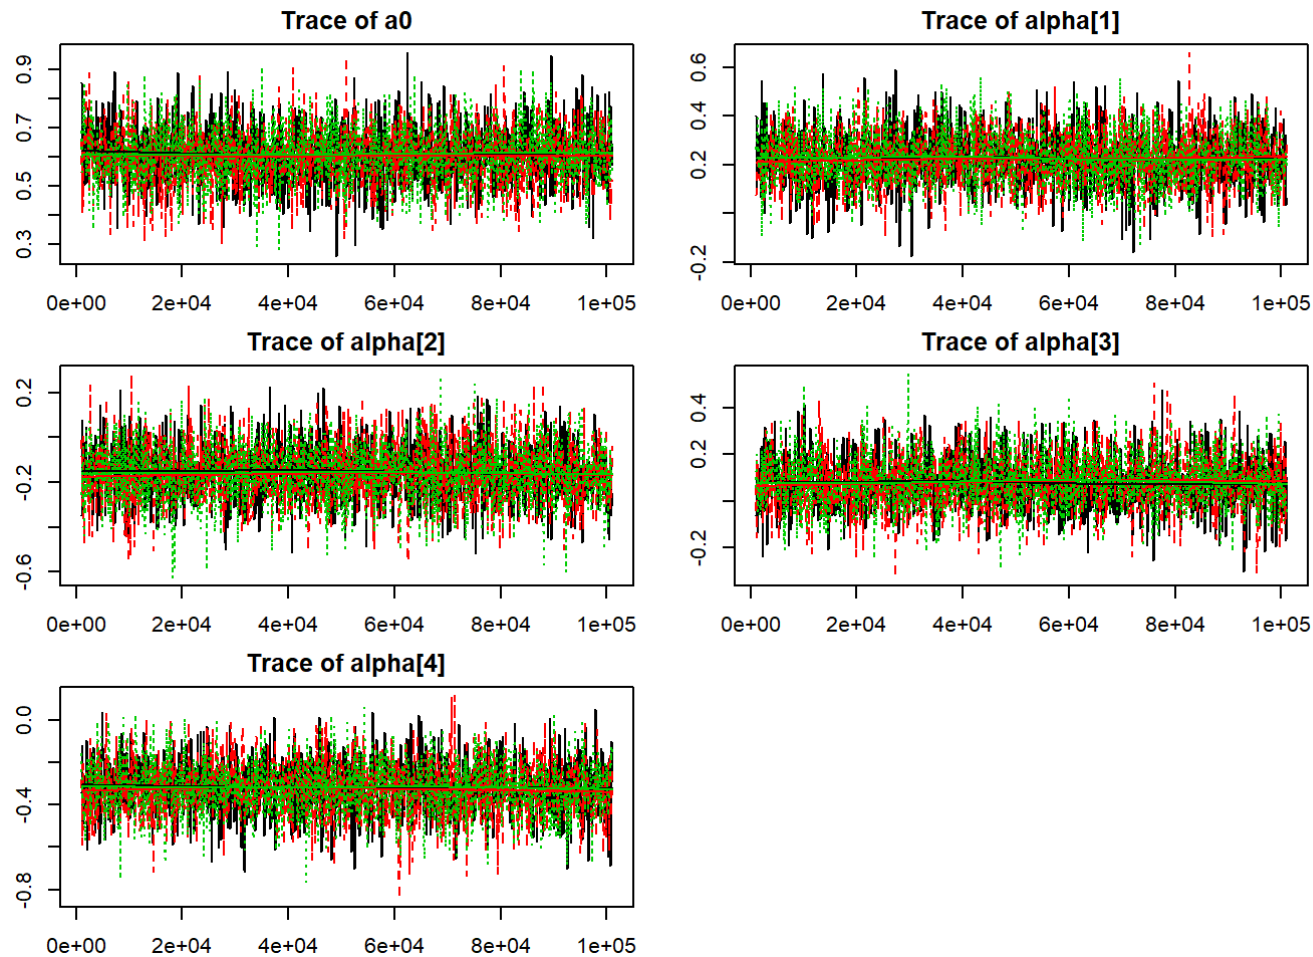 Trace of a0
0.9
0.7
0.5
0.3
0e+00 2e+04 4e+04 6e+04 8e+04 1e+05
Trace of alpha[1]
0.6
0.4
0.2
-0.2
0e+00 2e+04 4e+04 6e+04 8e+04 1e+05
Trace of alpha[2]
0.2
-0.2
-0.6
0e+00 2e+04 4e+04 6e+04 8e+04 1e+05
Trace of alpha[3]
0.4
0.2
-0.2
0e+00 2e+04 4e+04 6e+04 8e+04 1e+05
Trace of alpha[4]
0.0
-0.4
-0.8
0e+00 2e+04 4e+04 6e+04 8e+04 1e+05